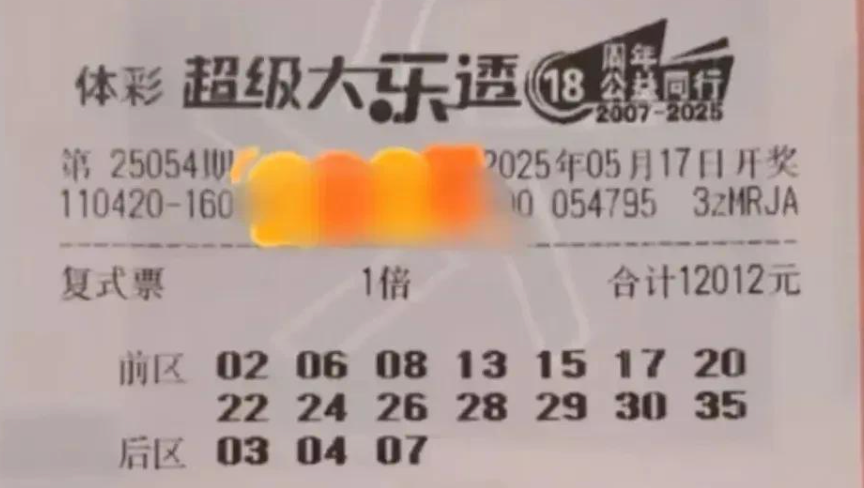 体彩 超级大乐透 18 周年 公益同行 2007-2025
第 25054期 2025年05月17日开奖
110420-160 00 054795 3zMRJA
复式票 1倍 合计12012元
前区 02 06 08 13 15 17 20
22 24 26 28 29 30 35
后区 03 04 07